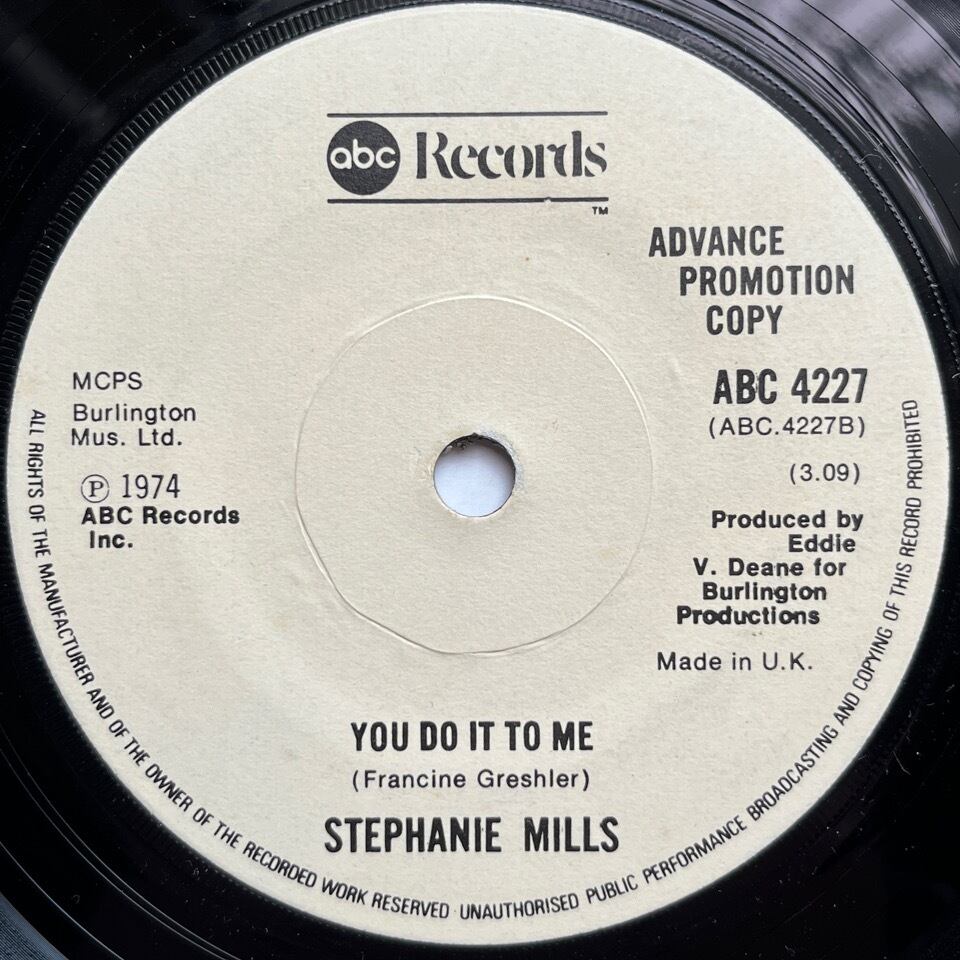 abc Records
TM
ADVANCE
PROMOTION
COPY
ABC 4227
(ABC.4227B)
(3.09)
Produced by
Eddie
V. Deane for
Burlington
Productions
Made in U.K.
MCPS
Burlington
Mus. Ltd.
Ⓟ 1974
ABC Records
Inc.
YOU DO IT TO ME
(Francine Greshler)
STEPHANIE MILLS
ALL RIGHTS OF THE MANUFACTURER AND OF THE OWNER OF THE RECORDED WORK RESERVED · UNAUTHORISED PUBLIC PERFORMANCE BROADCASTING AND COPYING OF THIS RECORD PROHIBITED